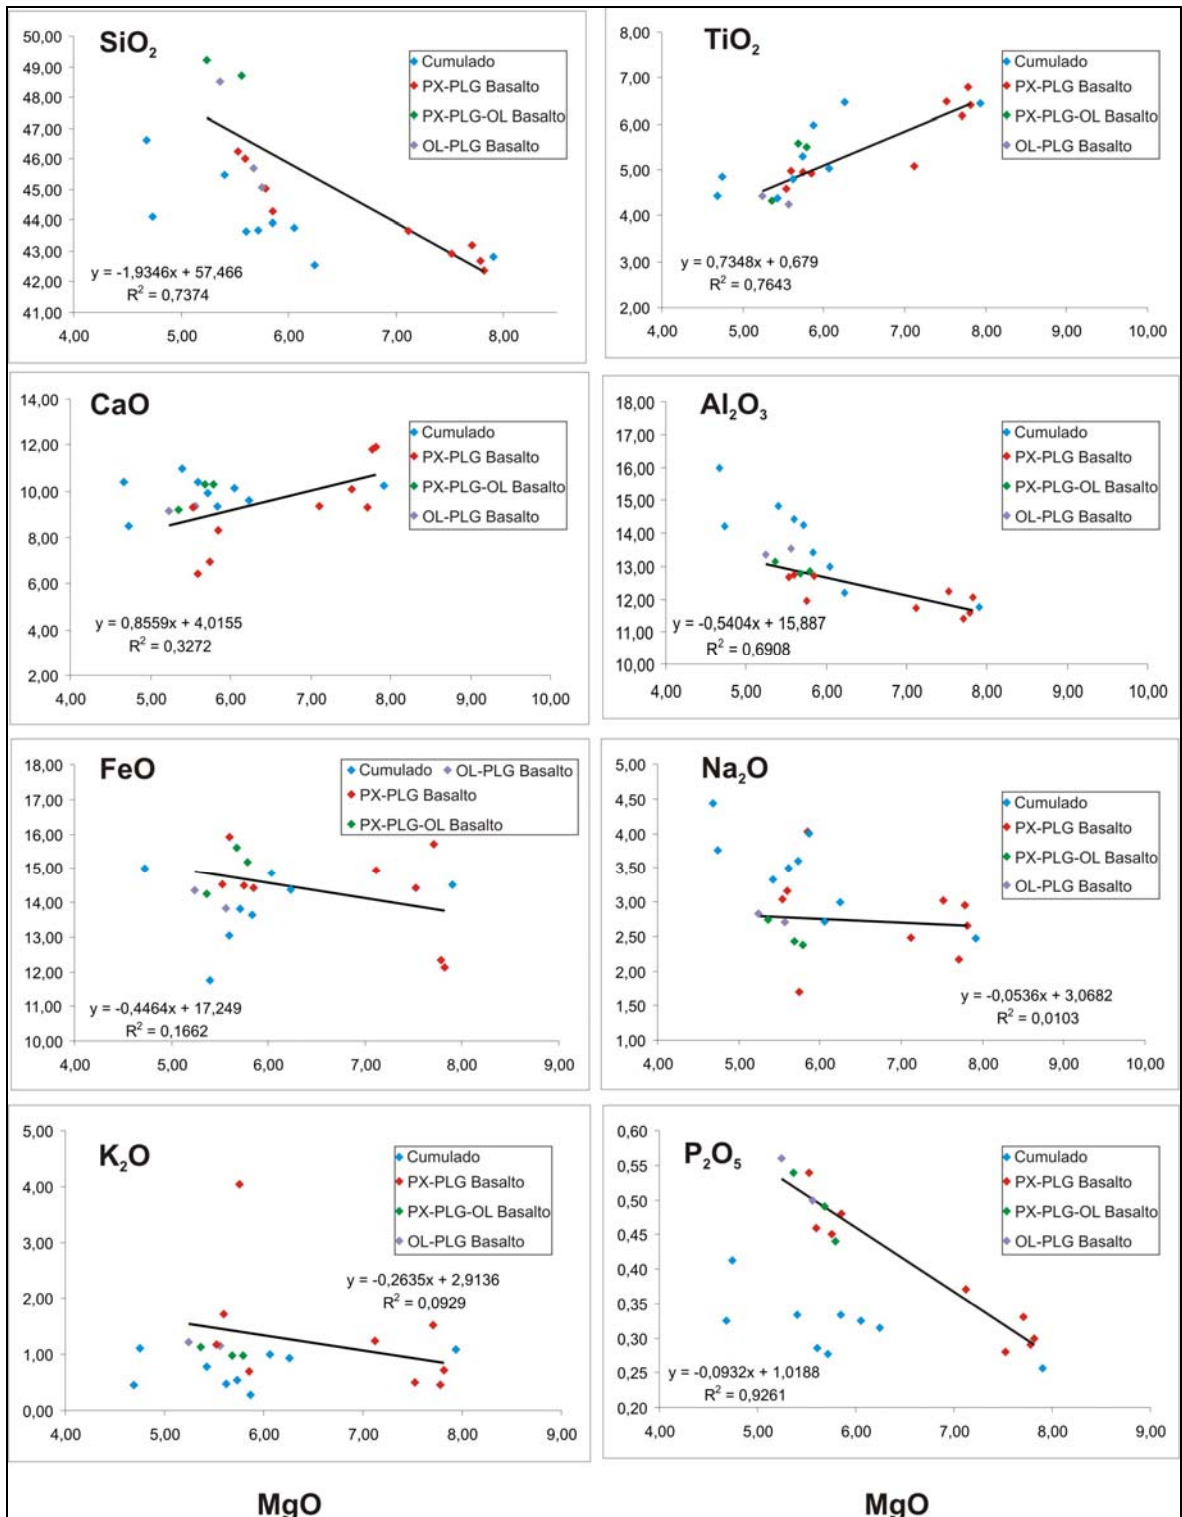 SiO2
50,00
49,00
48,00
47,00
46,00
45,00
44,00
43,00
42,00
41,00
4,00 5,00 6,00 7,00 8,00
Cumulado
PX-PLG Basalto
PX-PLG-OL Basalto
OL-PLG Basalto
y = -1,9346x + 57,466
R2 = 0,7374
TiO2
8,00
7,00
6,00
5,00
4,00
3,00
2,00
4,00 5,00 6,00 7,00 8,00 9,00 10,00
Cumulado
PX-PLG Basalto
PX-PLG-OL Basalto
OL-PLG Basalto
y = 0,7348x + 0,679
R2 = 0,7643
CaO
14,00
12,00
10,00
8,00
6,00
4,00
2,00
4,00 5,00 6,00 7,00 8,00 9,00 10,00
Cumulado
PX-PLG Basalto
PX-PLG-OL Basalto
OL-PLG Basalto
y = 0,8559x + 4,0155
R2 = 0,3272
Al2O3
18,00
17,00
16,00
15,00
14,00
13,00
12,00
11,00
10,00
4,00 5,00 6,00 7,00 8,00 9,00 10,00
Cumulado
PX-PLG Basalto
PX-PLG-OL Basalto
OL-PLG Basalto
y = -0,5404x + 15,887
R2 = 0,6908
FeO
18,00
17,00
16,00
15,00
14,00
13,00
12,00
11,00
10,00
4,00 5,00 6,00 7,00 8,00 9,00
Cumulado OL-PLG Basalto
PX-PLG Basalto
PX-PLG-OL Basalto
y = -0,4464x + 17,249
R2 = 0,1662
Na2O
5,00
4,50
4,00
3,50
3,00
2,50
2,00
1,50
1,00
4,00 5,00 6,00 7,00 8,00 9,00 10,00
Cumulado
PX-PLG Basalto
PX-PLG-OL Basalto
OL-PLG Basalto
y = -0,0536x + 3,0682
R2 = 0,0103
K2O
5,00
4,00
3,00
2,00
1,00
0,00
4,00 5,00 6,00 7,00 8,00 9,00
Cumulado
PX-PLG Basalto
PX-PLG-OL Basalto
OL-PLG Basalto
y = -0,2635x + 2,9136
R2 = 0,0929
P2O5
0,60
0,55
0,50
0,45
0,40
0,35
0,30
0,25
0,20
4,00 5,00 6,00 7,00 8,00 9,00
Cumulado
PX-PLG Basalto
PX-PLG-OL Basalto
OL-PLG Basalto
y = -0,0932x + 1,0188
R2 = 0,9261
MgO MgO